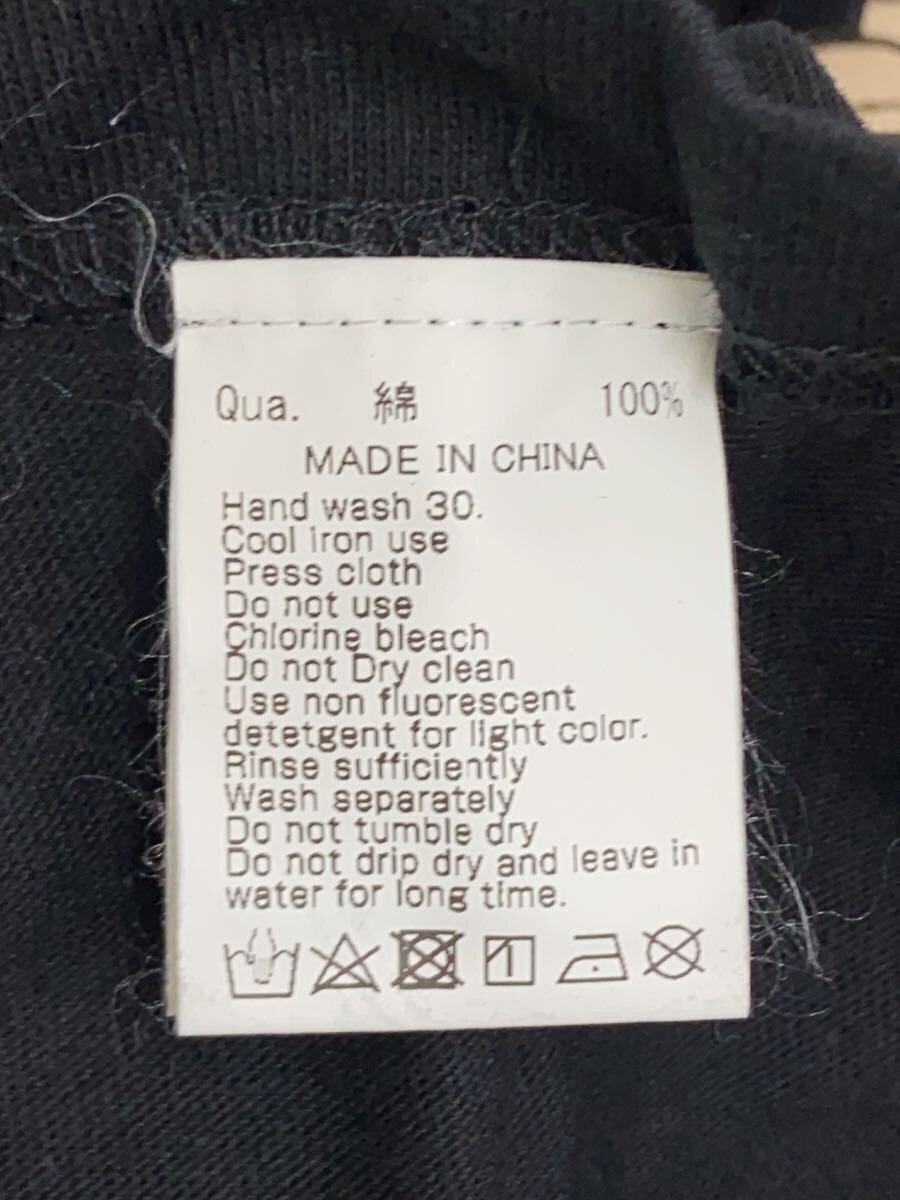 Qua. 綿 100%
MADE IN CHINA
Hand wash 30.
Cool iron use
Press cloth
Do not use
Chlorine bleach
Do not Dry clean
Use non fluorescent
detetgent for light color.
Rinse sufficiently
Wash separately
Do not tumble dry
Do not drip dry and leave in
water for long time.